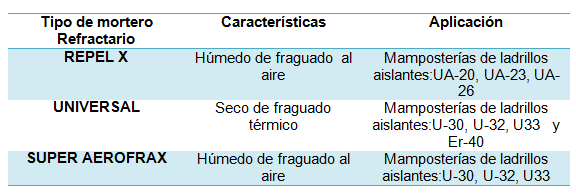 Tipo de mortero Características Aplicación
Refractario
REPEL X Húmedo de fraguado al Mamposterías de ladrillos
aire aislantes:UA-20, UA-23, UA-
26
UNIVERSAL Seco de fraguado Mamposterías de ladrillos
térmico aislantes:U-30, U-32, U33 y
Er-40
SUPER AEROFRAX Húmedo de fraguado al Mamposterías de ladrillos
aire aislantes:U-30, U-32, U33